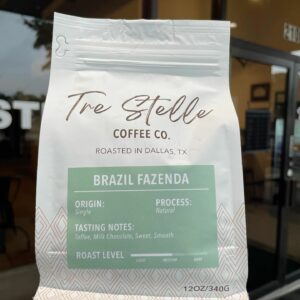 Tre Stelle
COFFEE CO.
ROASTED IN DALLAS, TX
BRAZIL FAZENDA
ORIGIN: PROCESS:
Single Natural
TASTING NOTES:
Toffee, Milk Chocolate, Sweet, Smooth
ROAST LEVEL
12OZ/340G
ST